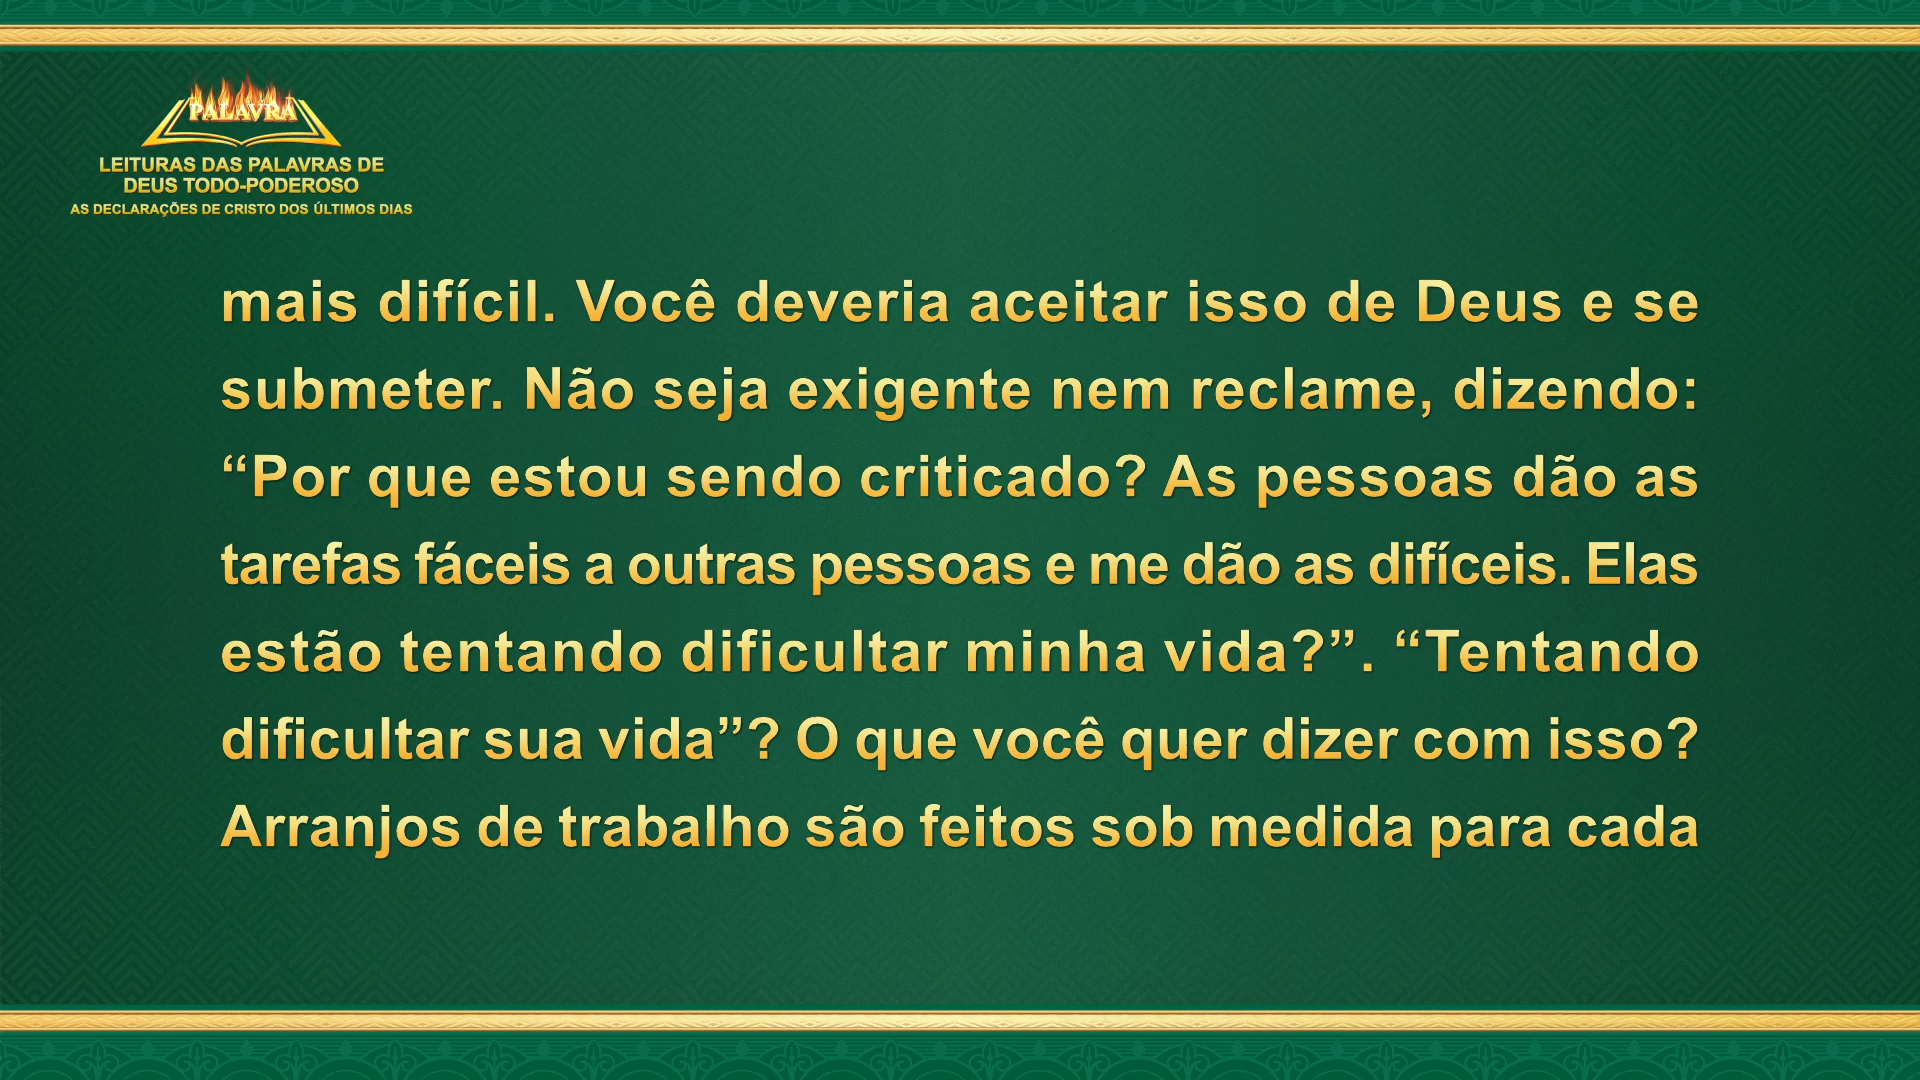 PALAVRA
LEITURAS DAS PALAVRAS DE
DEUS TODO-PODEROSO
AS DECLARAÇÕES DE CRISTO DOS ÚLTIMOS DIAS
mais difícil. Você deveria aceitar isso de Deus e se
submeter. Não seja exigente nem reclame, dizendo:
“Por que estou sendo criticado? As pessoas dão as
tarefas fáceis a outras pessoas e me dão as difíceis. Elas
estão tentando dificultar minha vida?”. “Tentando
dificultar sua vida”? O que você quer dizer com isso?
Arranjos de trabalho são feitos sob medida para cada